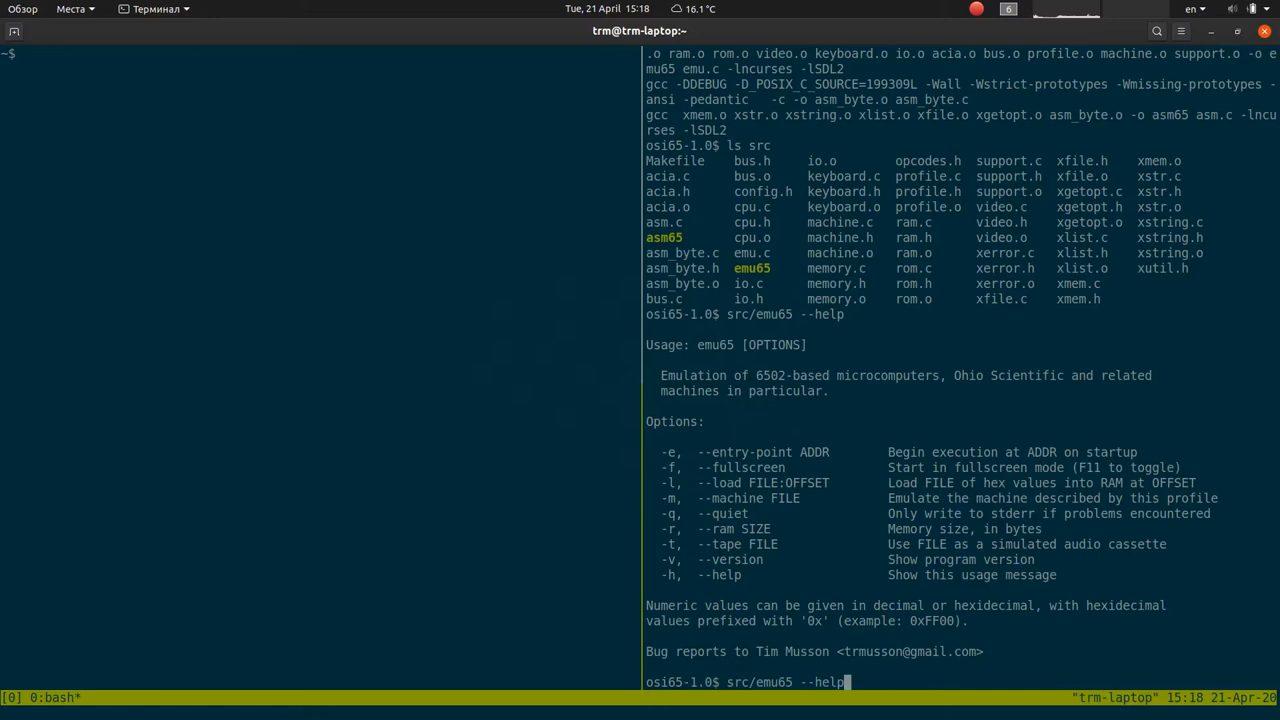 Обзор Места Терминал Tue, 21 April 15:18 16.1°C 6 en
trm@trm-laptop:~
~$
.o ram.o rom.o video.o keyboard.o io.o acia.o bus.o profile.o machine.o support.o -o e
mu65 emu.c -lncurses -lSDL2
gcc -DDEBUG -D_POSIX_C_SOURCE=199309L -Wall -Wstrict-prototypes -Wmissing-prototypes -
ansi -pedantic -c -o asm_byte.o asm_byte.c
gcc xmem.o xstr.o xstring.o xlist.o xfile.o xgetopt.o asm_byte.o -o asm65 asm.c -lncu
rses -lSDL2
osi65-1.0$ ls src
Makefile bus.h io.o opcodes.h support.c xfile.h xmem.o
acia.c bus.o keyboard.c profile.c support.h xfile.o xstr.c
acia.h config.h keyboard.h profile.h support.o xgetopt.c xstr.h
acia.o cpu.c keyboard.o profile.o video.c xgetopt.h xstr.o
asm.c cpu.h machine.c ram.c video.h xgetopt.o xstring.c
asm65 cpu.o machine.h ram.h video.o xlist.c xstring.h
asm_byte.c emu.c machine.o ram.o xerror.c xlist.h xstring.o
asm_byte.h emu65 memory.c rom.c xerror.h xlist.o xutil.h
asm_byte.o io.c memory.h rom.h xerror.o xmem.c
bus.c io.h memory.o rom.o xfile.c xmem.h
osi65-1.0$ src/emu65 --help
Usage: emu65 [OPTIONS]
Emulation of 6502-based microcomputers, Ohio Scientific and related
machines in particular.
Options:
-e, --entry-point ADDR Begin execution at ADDR on startup
-f, --fullscreen Start in fullscreen mode (F11 to toggle)
-l, --load FILE:OFFSET Load FILE of hex values into RAM at OFFSET
-m, --machine FILE Emulate the machine described by this profile
-q, --quiet Only write to stderr if problems encountered
-r, --ram SIZE Memory size, in bytes
-t, --tape FILE Use FILE as a simulated audio cassette
-v, --version Show program version
-h, --help Show this usage message
Numeric values can be given in decimal or hexidecimal, with hexidecimal
values prefixed with '0x' (example: 0xFF00).
Bug reports to Tim Musson <trmusson@gmail.com>
osi65-1.0$ src/emu65 --help
[0] 0:bash* "trm-laptop" 15:18 21-Apr-20